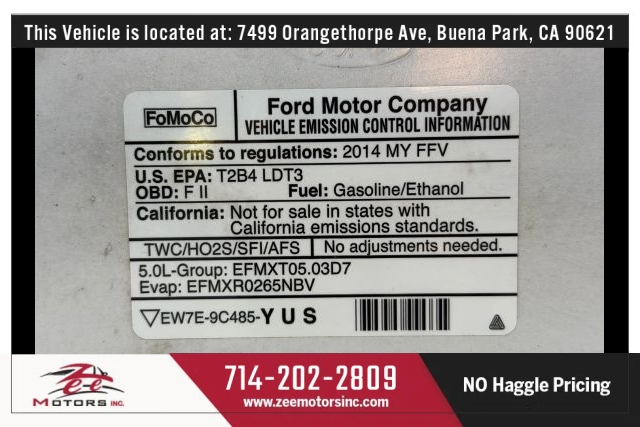 This Vehicle is located at: 7499 Orangethorpe Ave, Buena Park, CA 90621
FoMoCo
Ford Motor Company
VEHICLE EMISSION CONTROL INFORMATION
Conforms to regulations: 2014 MY FFV
U.S. EPA: T2B4 LDT3
OBD: F II Fuel: Gasoline/Ethanol
California: Not for sale in states with
California emissions standards.
TWC/HO2S/SFI/AFS No adjustments needed.
5.0L-Group: EFMXT05.03D7
Evap: EFMXR0265NBV
EW7E-9C485-Y U S
Zee
MOTORS INC.
714-202-2809
www.zeemotorsinc.com
NO Haggle Pricing